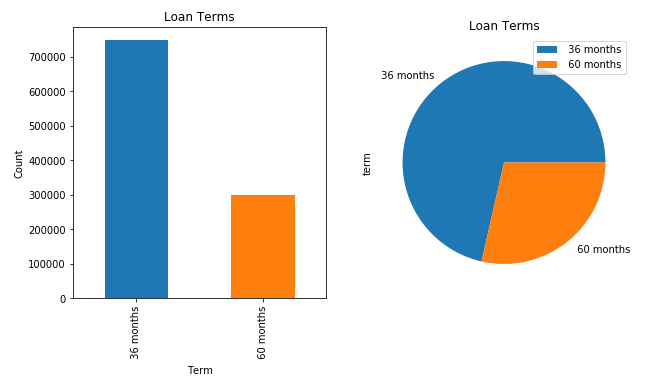 Loan Terms
Count
700000
600000
500000
400000
300000
200000
100000
0
36 months
60 months
Term
Loan Terms
36 months
60 months
36 months
term
60 months